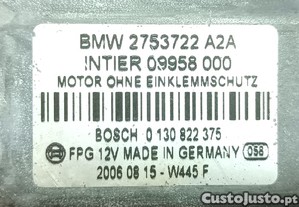 BMW 2753722 A2A
INTIER 09958 000
MOTOR OHNE EINKLEMMSCHUTZ
BOSCH 0 130 822 375
FPG 12V MADE IN GERMANY 058
2006 08 15 - W445 F
CustoJusto.pt